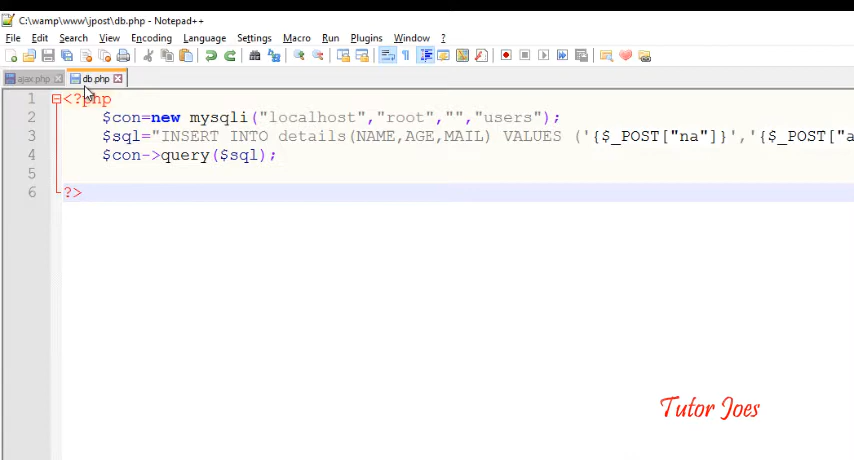 C:\wamp\www\jpost\db.php - Notepad++
File Edit Search View Encoding Language Settings Macro Run Plugins Window ?
ajax.php db.php
1 <?php
2 $con=new mysqli("localhost","root","","users");
3 $sql="INSERT INTO details(NAME,AGE,MAIL) VALUES ('{$_POST["na"]}','{$_POST["a
4 $con->query($sql);
5
6 ?>
Tutor Joes